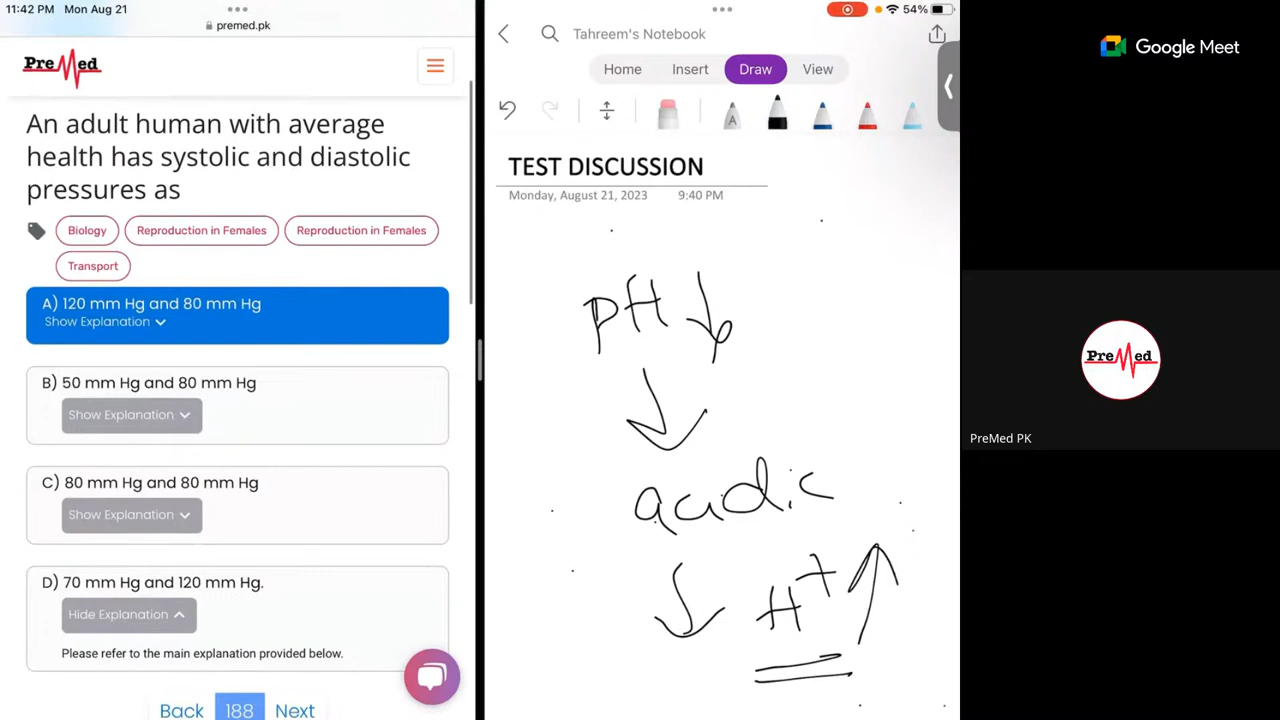 11:42 PM Mon Aug 21
premed.pk
PreMed
An adult human with average
health has systolic and diastolic
pressures as
Biology
Reproduction in Females
Reproduction in Females
Transport
A) 120 mm Hg and 80 mm Hg
Show Explanation
B) 50 mm Hg and 80 mm Hg
Show Explanation
C) 80 mm Hg and 80 mm Hg
Show Explanation
D) 70 mm Hg and 120 mm Hg.
Hide Explanation
Please refer to the main explanation provided below.
Back 188 Next
54%
Tahreem's Notebook
Home Insert Draw View
A
TEST DISCUSSION
Monday, August 21, 2023 9:40 PM
pH ↓
↓
acidic
↓ H⁺ ↑
Google Meet
PreMed
PreMed PK